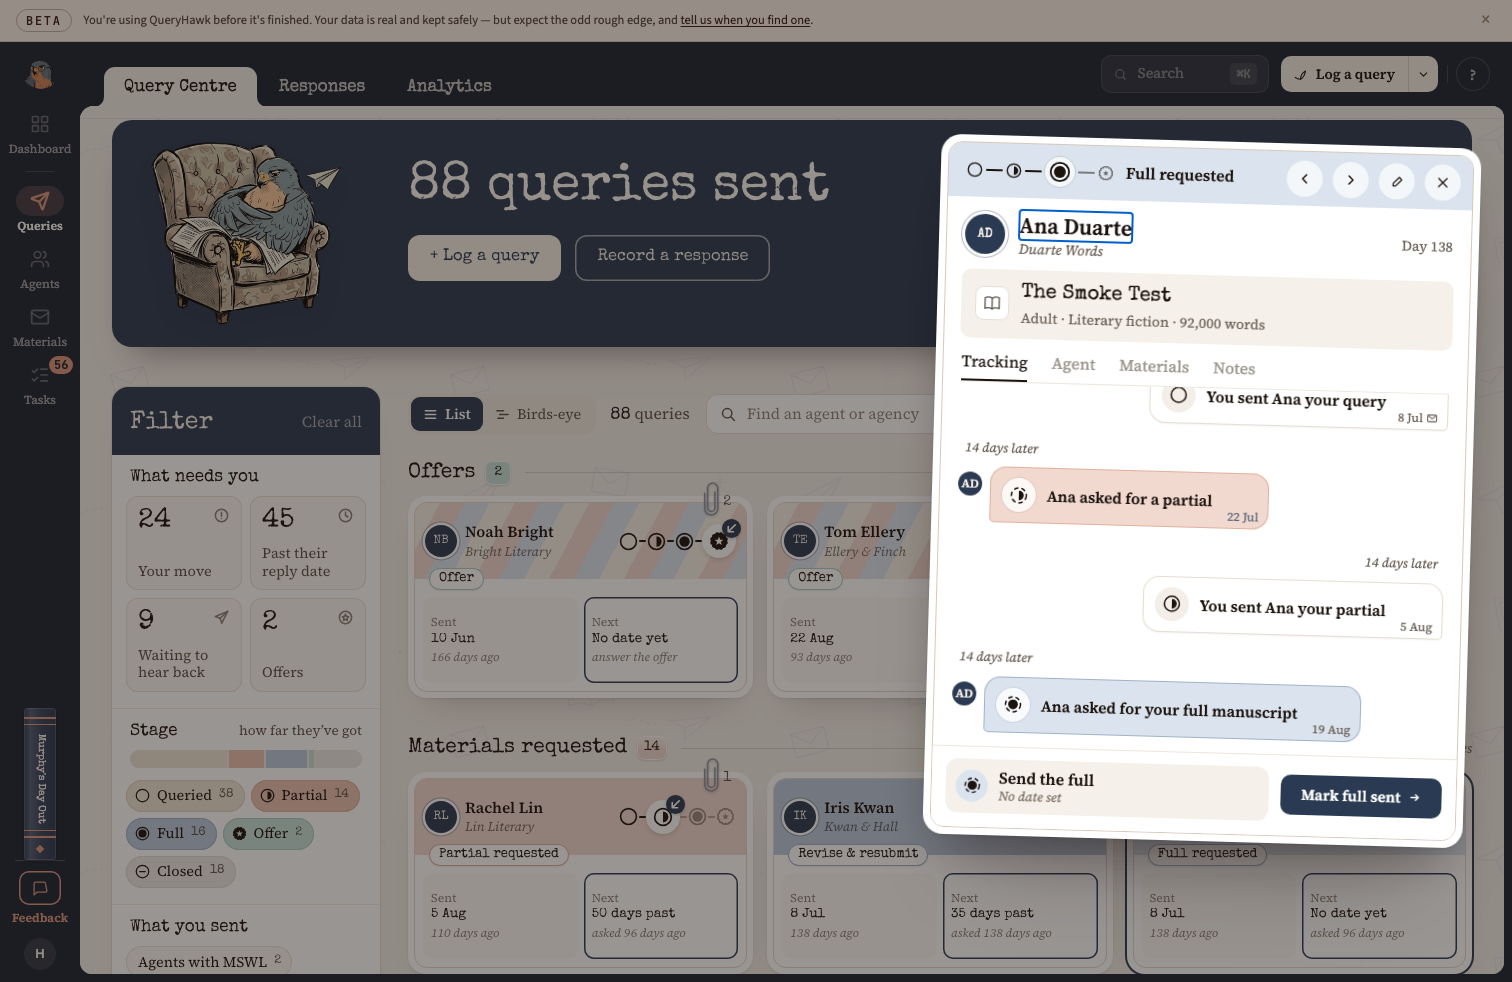 BETA You're using QueryHawk before it's finished. Your data is real and kept safely — but expect the odd rough edge, and tell us when you find one. ×
Query Centre Responses Analytics
Search ⌘K
Log a query
?
Dashboard
Queries
Agents
Materials
56
Tasks
Murphy's Day Out
Feedback
H
88 queries sent
+ Log a query Record a response
Filter Clear all
What needs you
24
Your move
45
Past their
reply date
9
Waiting to
hear back
2
Offers
Stage how far they've got
Queried 38 Partial 14
Full 16 Offer 2
Closed 18
What you sent
Agents with MSWL 2
List Birds-eye 88 queries Find an agent or agency
Offers 2
2
NB Noah Bright
Bright Literary
Offer
Sent
10 Jun
166 days ago
Next
No date yet
answer the offer
TE Tom Ellery
Ellery & Finch
Offer
Sent
22 Aug
93 days ago
Materials requested 14
1
RL Rachel Lin
Lin Literary
Partial requested
Sent
5 Aug
110 days ago
Next
50 days past
asked 96 days ago
IK Iris Kwan
Kwan & Hall
Revise & resubmit
Sent
8 Jul
138 days ago
Next
35 days past
asked 138 days ago
Full requested
Sent
8 Jul
138 days ago
Next
No date yet
asked 96 days ago
Full requested
AD Ana Duarte
Duarte Words
Day 138
The Smoke Test
Adult · Literary fiction · 92,000 words
Tracking Agent Materials Notes
You sent Ana your query
8 Jul
14 days later
AD Ana asked for a partial
22 Jul
14 days later
You sent Ana your partial
5 Aug
14 days later
AD Ana asked for your full manuscript
19 Aug
Send the full
No date set
Mark full sent →